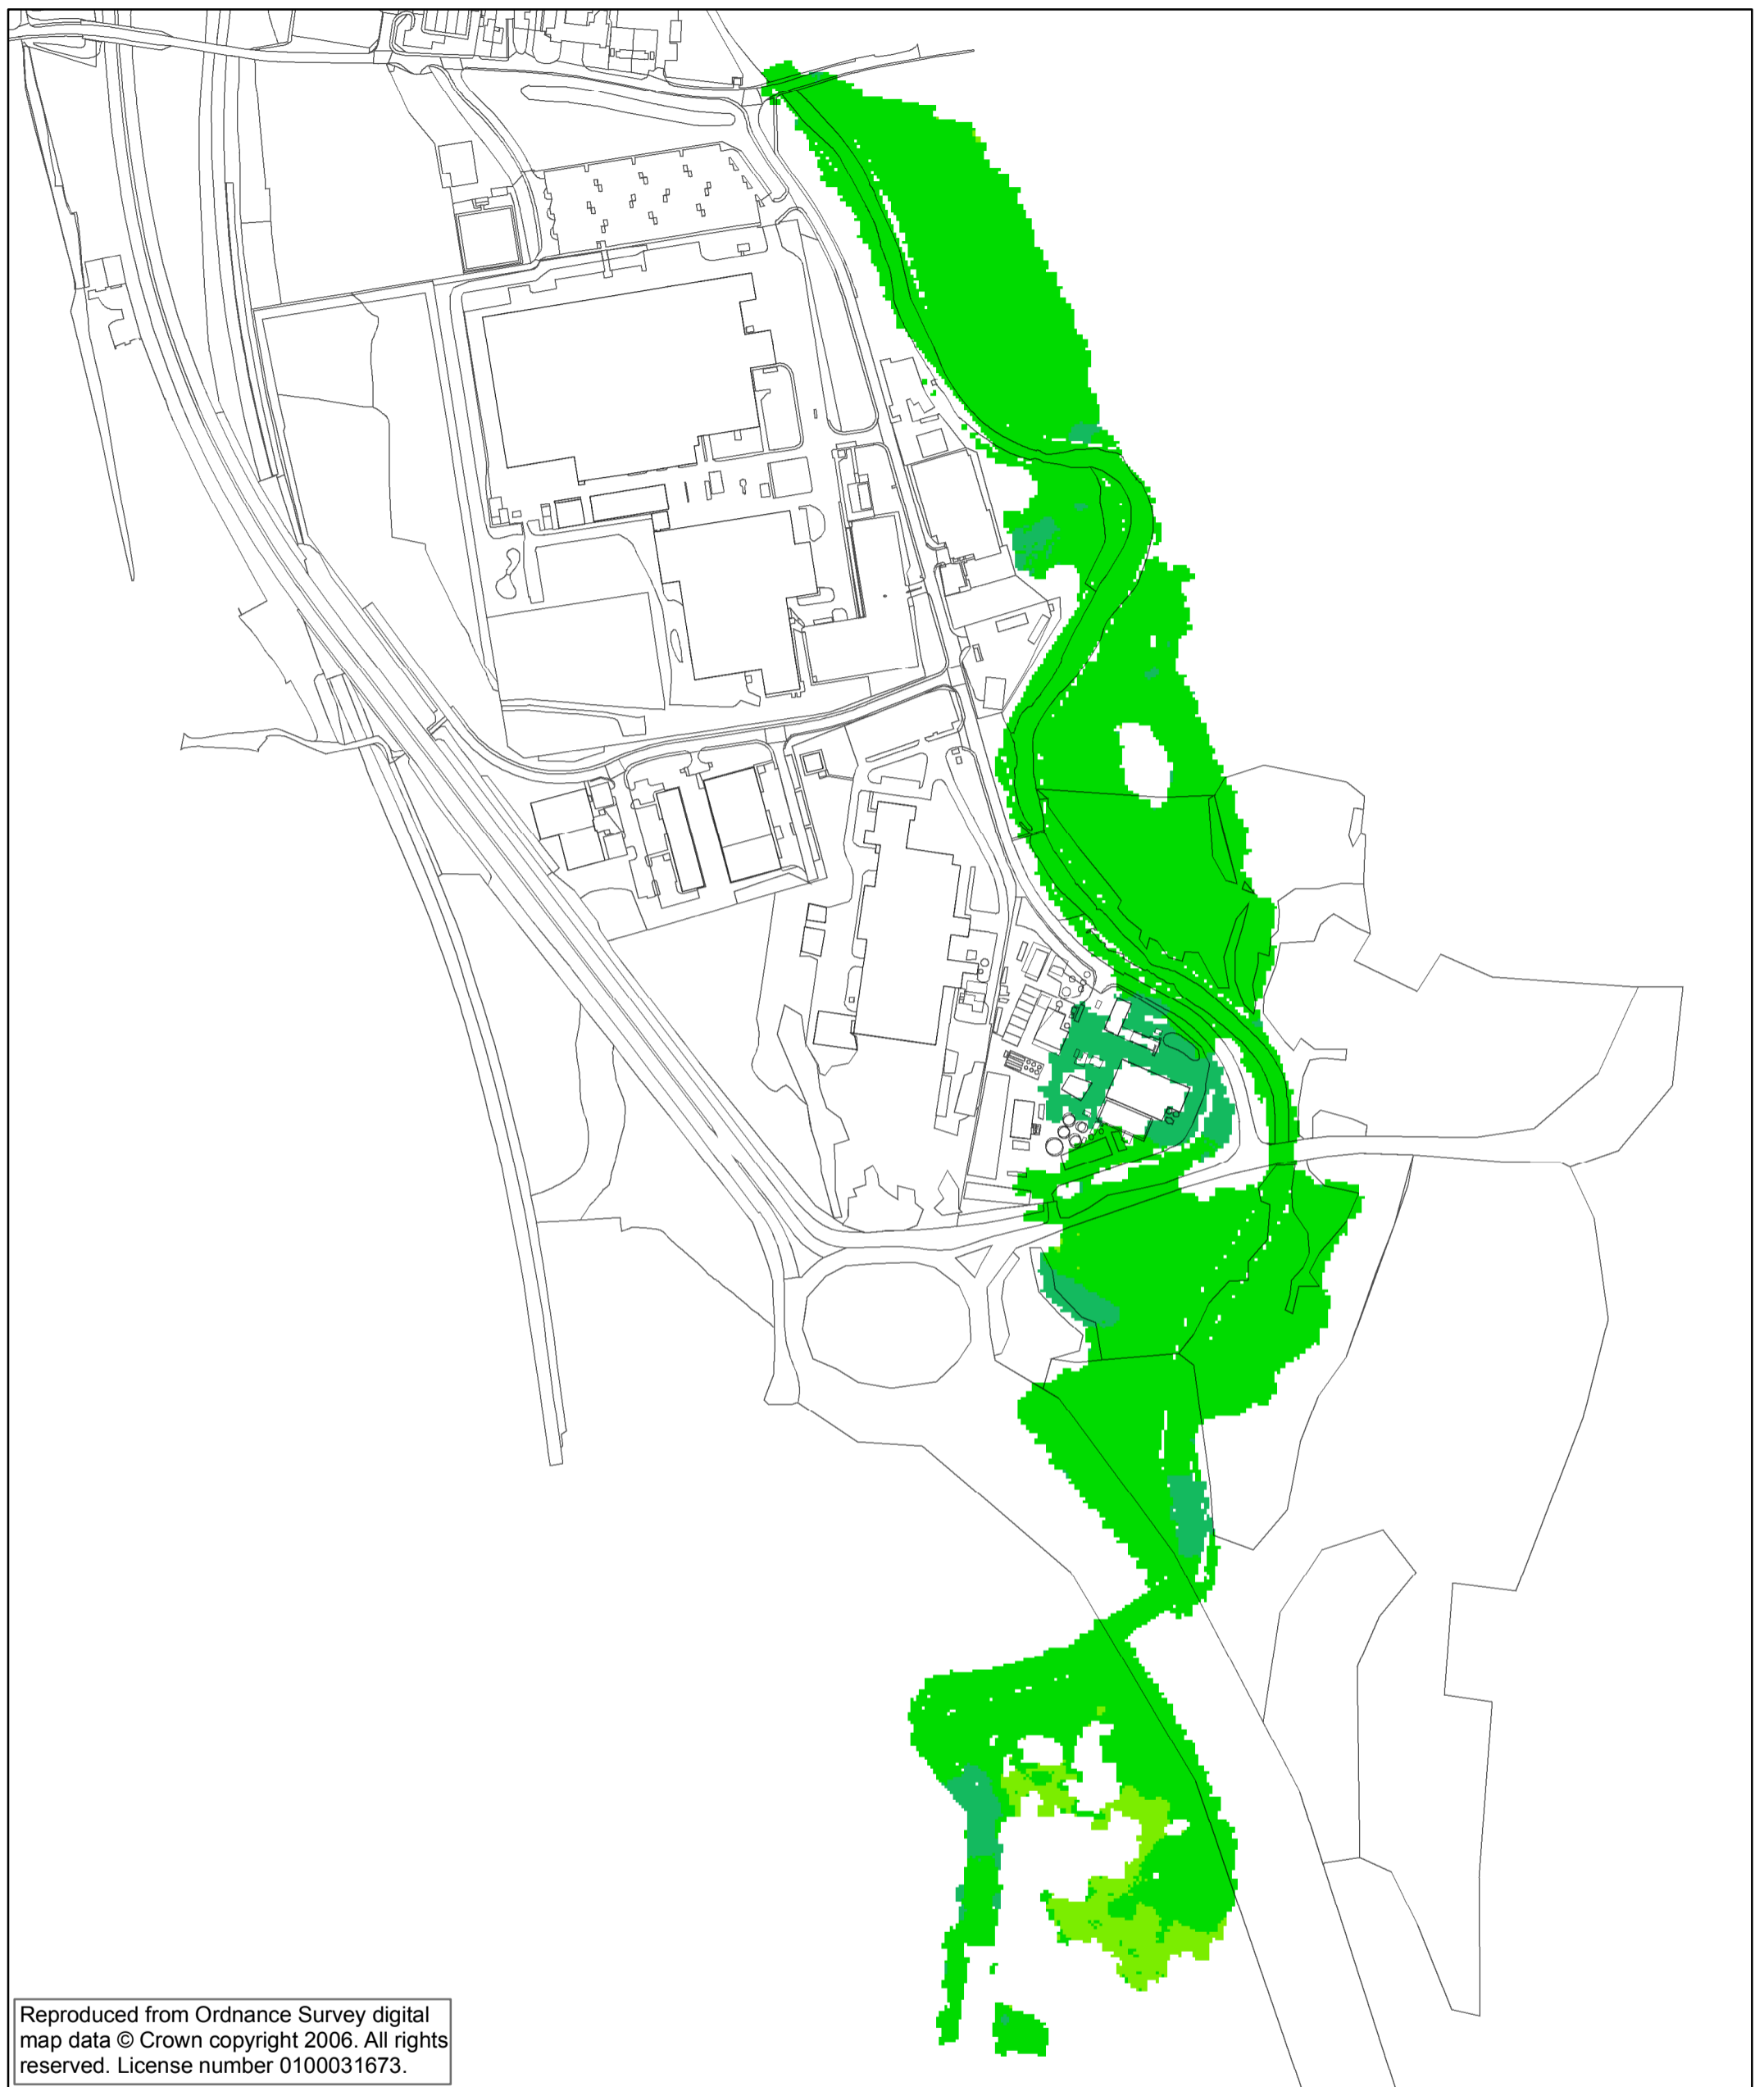 Reproduced from Ordnance Survey digital
map data © Crown copyright 2006. All rights
reserved. License number 0100031673.